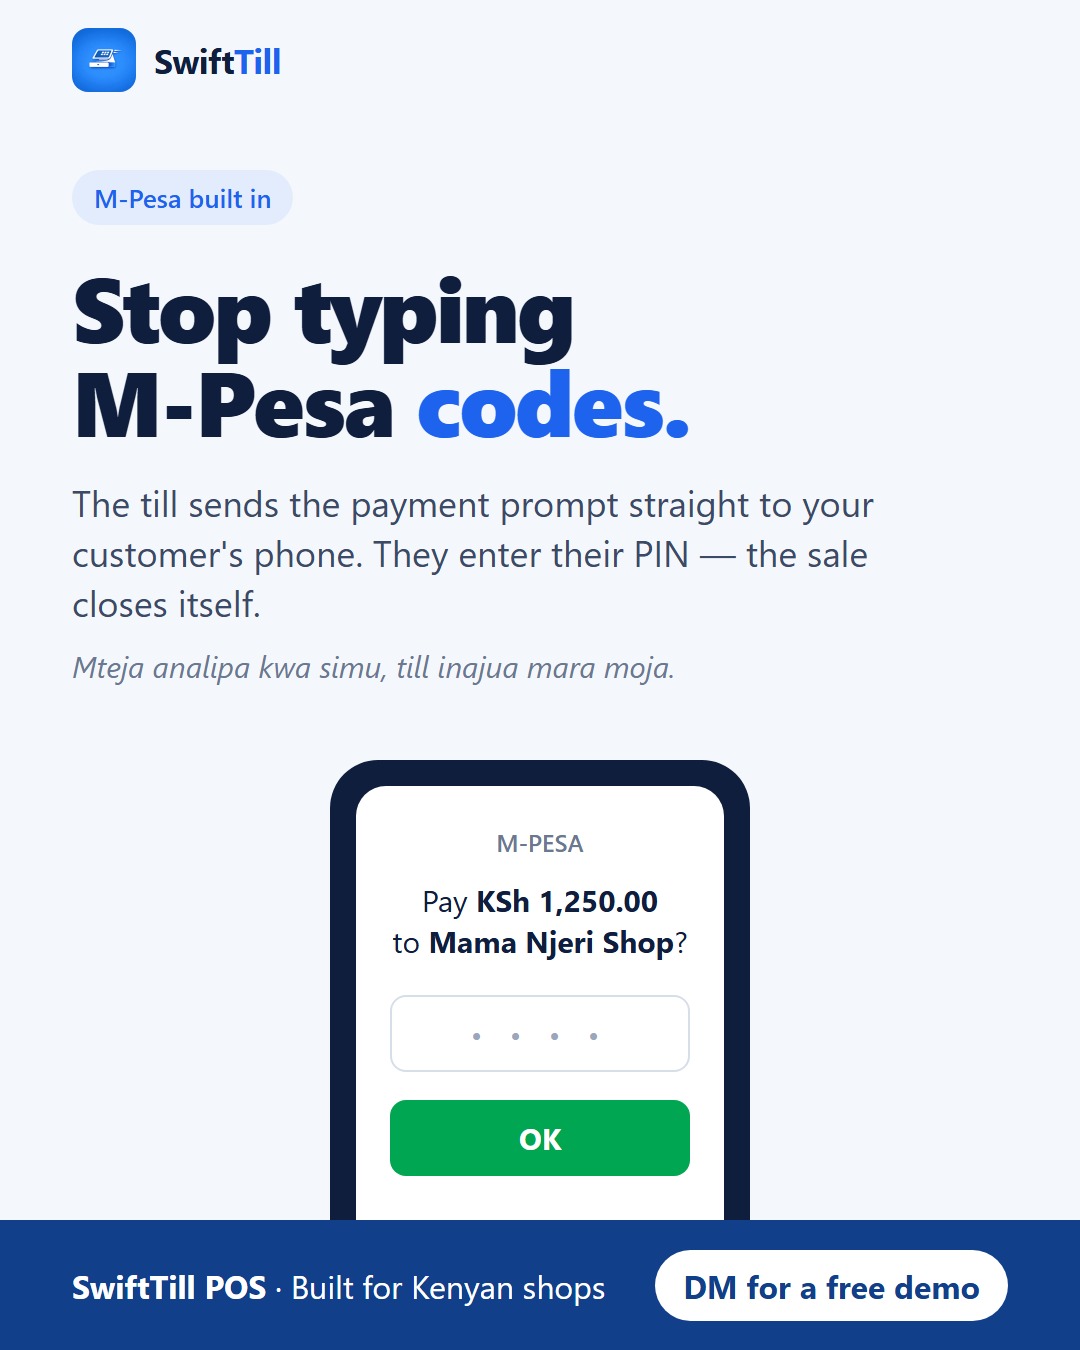 SwiftTill
M-Pesa built in
Stop typing
M-Pesa codes.
The till sends the payment prompt straight to your
customer's phone. They enter their PIN — the sale
closes itself.
Mteja analipa kwa simu, till inajua mara moja.
M-PESA
Pay KSh 1,250.00
to Mama Njeri Shop?
• • • •
OK
SwiftTill POS · Built for Kenyan shops
DM for a free demo